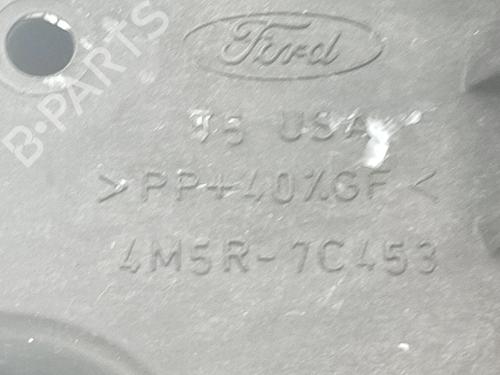 B-PARTS
Ford
USA
>PP+40%GF<
4M5R-7C453